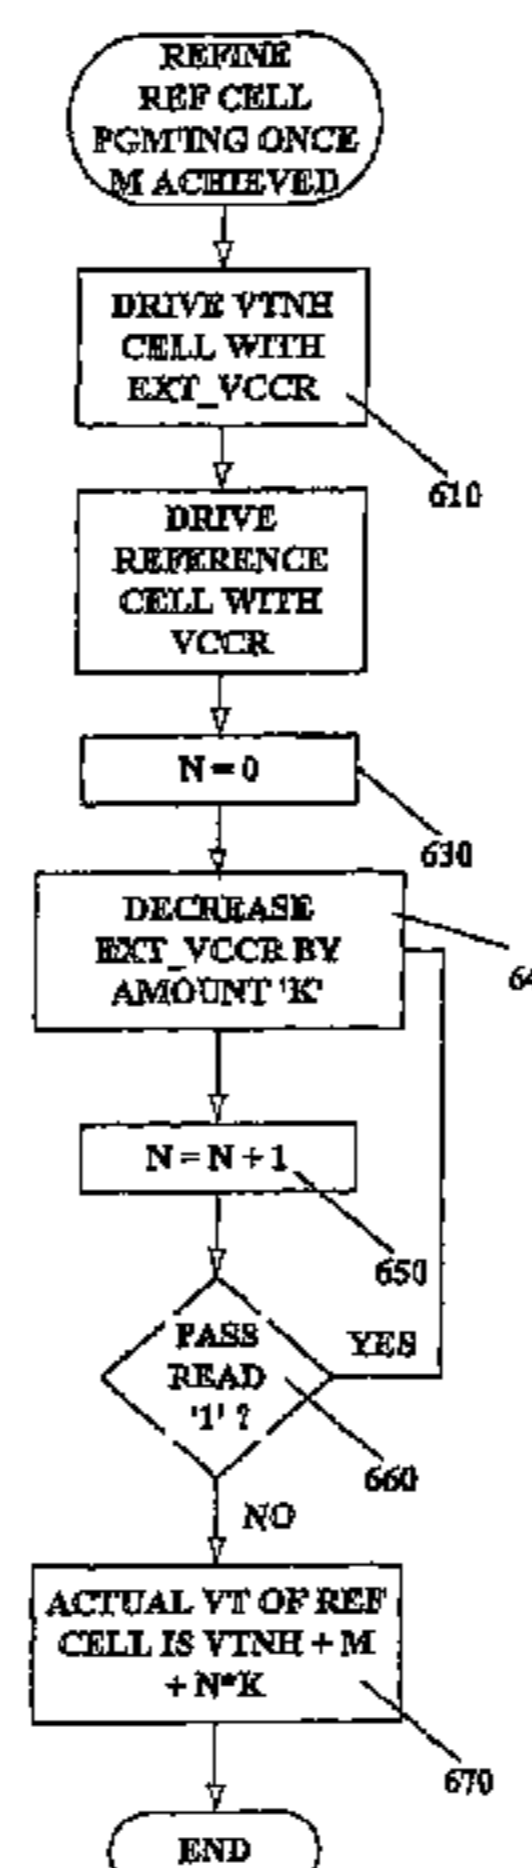 REFINE
REF CELL
PGM'ING ONCE
M ACHIEVED
DRIVE VTNH
CELL WITH
EXT_VCCR
610
DRIVE
REFERENCE
CELL WITH
VCCR
N = 0
630
DECREASE
EXT_VCCR BY
AMOUNT 'K'
N = N + 1
650
PASS
READ
'1' ?
YES
660
NO
ACTUAL VT OF REF
CELL IS VTNH + M
+ N*K
670
END